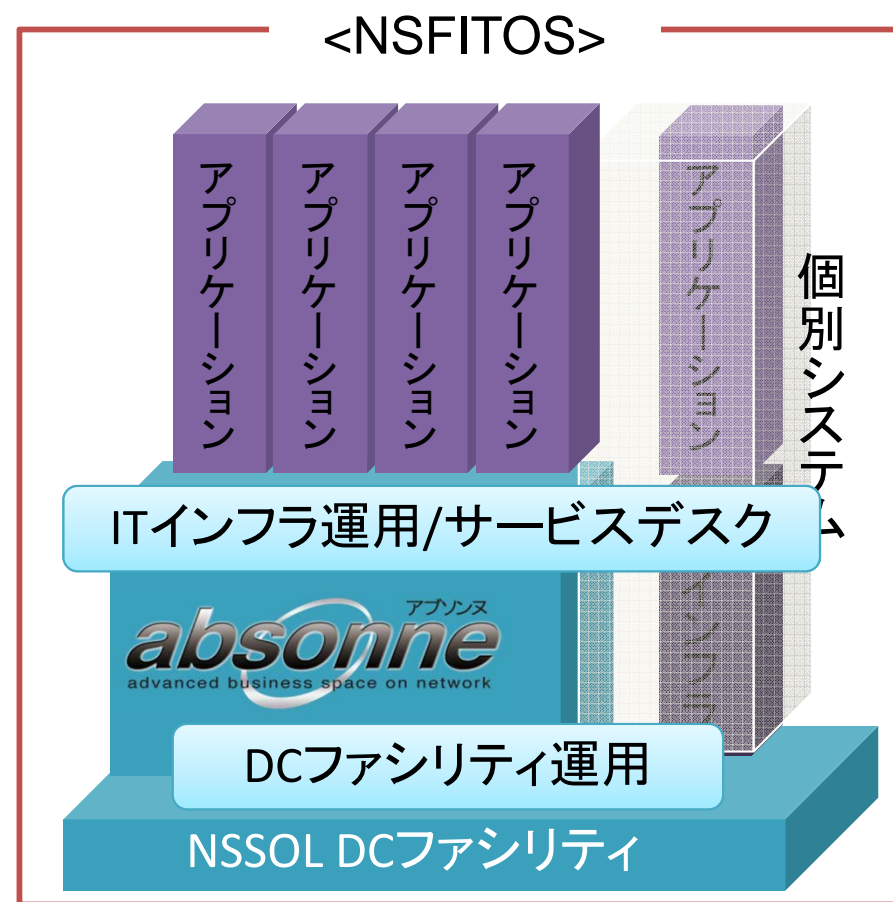 <NSFITOS>
アプリケーション
アプリケーション
アプリケーション
アプリケーション
アプリケーション
個別システム
ITインフラ運用/サービスデスク
インフラ
アブソンヌ
absonne
advanced business space on network
DCファシリティ運用
NSSOL DCファシリティ